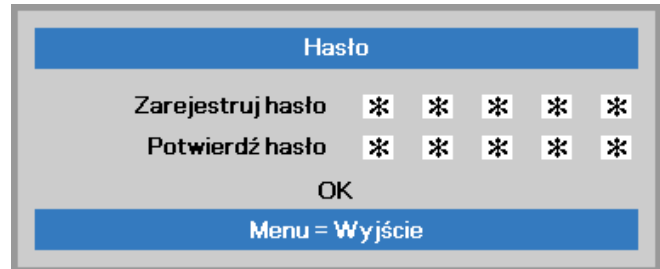 Hasło
Zarejestruj hasło * * * * *
Potwierdź hasło * * * * *
OK
Menu = Wyjście